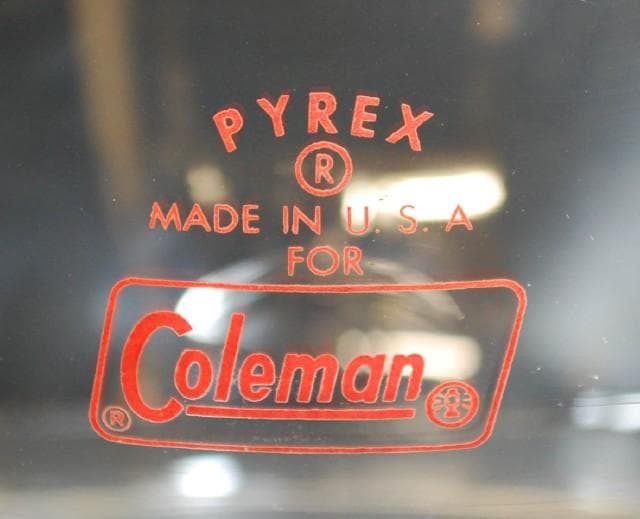 PYREX
®
MADE IN U.S.A
FOR
Coleman
®